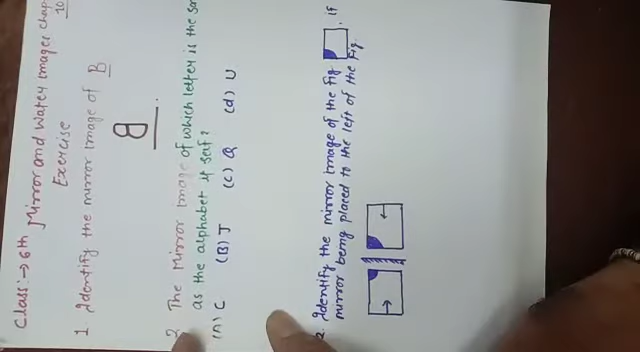 Class:→ 6th Mirror and Water Images Chap
10
Exercise
1 Identify the mirror image of B
2 The mirror image of which letter is the
as the alphabet it self?
(A) C (B) J (C) Q (d) U
2. Identify the mirror image of the fig , if
mirror being placed to the left of the fig